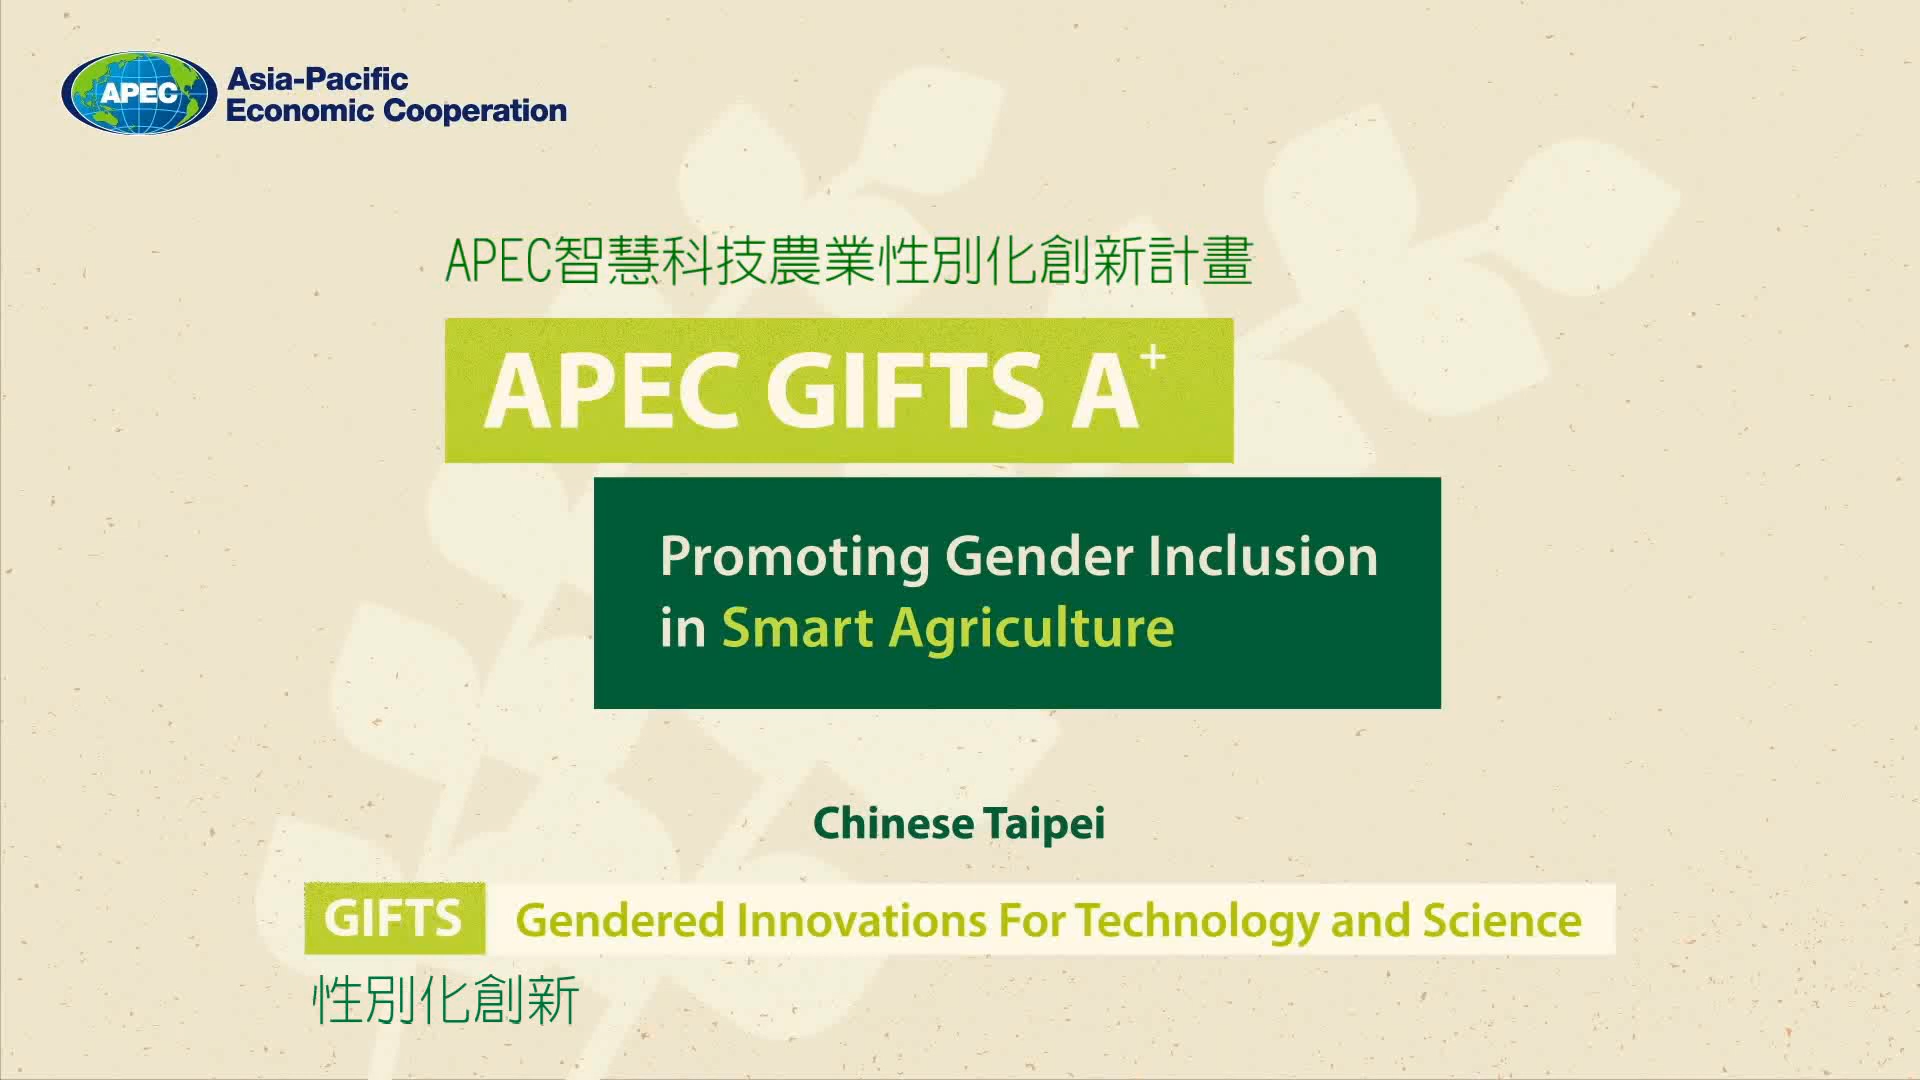 APEC
Asia-Pacific
Economic Cooperation
APEC智慧科技農業性別化創新計畫
APEC GIFTS A+
Promoting Gender Inclusion
in Smart Agriculture
Chinese Taipei
GIFTS Gendered Innovations For Technology and Science
性別化創新